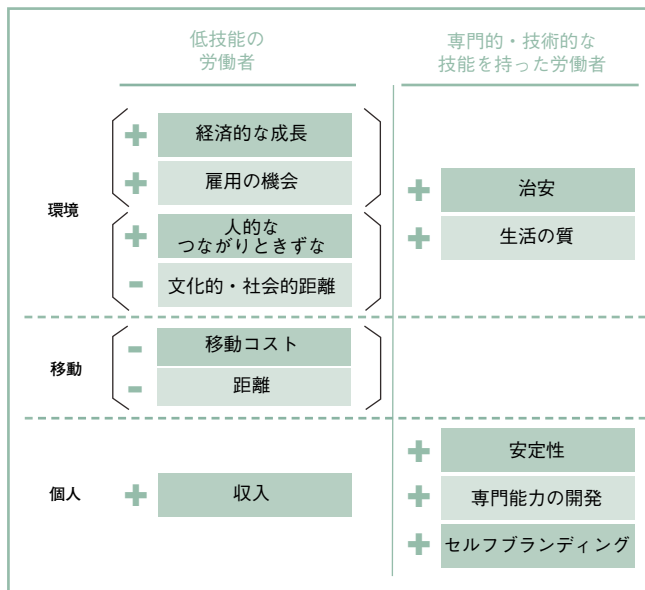 低技能の
労働者
専門的・技術的な
技能を持った労働者
環境
+ 経済的な成長
+ 雇用の機会
+ 人的な
つながりときずな
- 文化的・社会的距離
+ 治安
+ 生活の質
移動
- 移動コスト
- 距離
個人
+ 収入
+ 安定性
+ 専門能力の開発
+ セルフブランディング